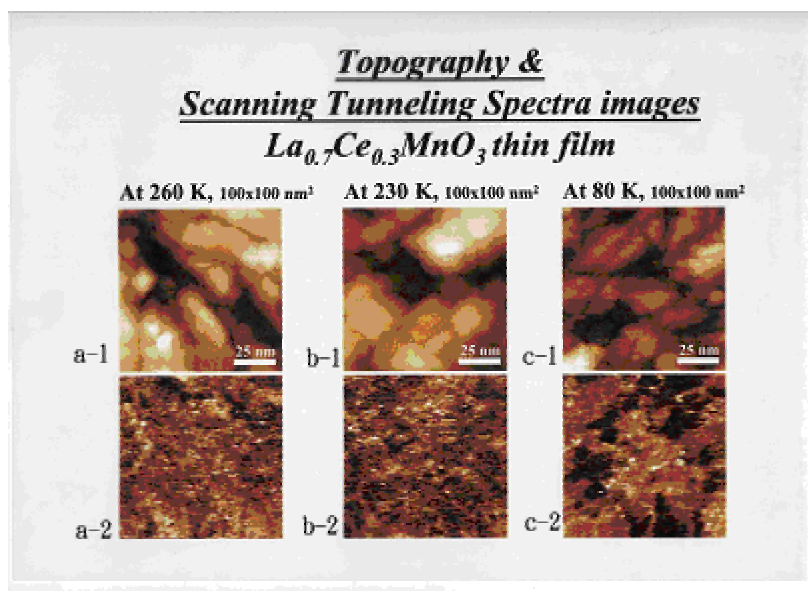 Topography &
Scanning Tunneling Spectra images
La0.7Ce0.3MnO3 thin film
At 260 K, 100x100 nm²
At 230 K, 100x100 nm²
At 80 K, 100x100 nm²
a-1
25 nm
b-1
25 nm
c-1
25 nm
a-2
b-2
c-2